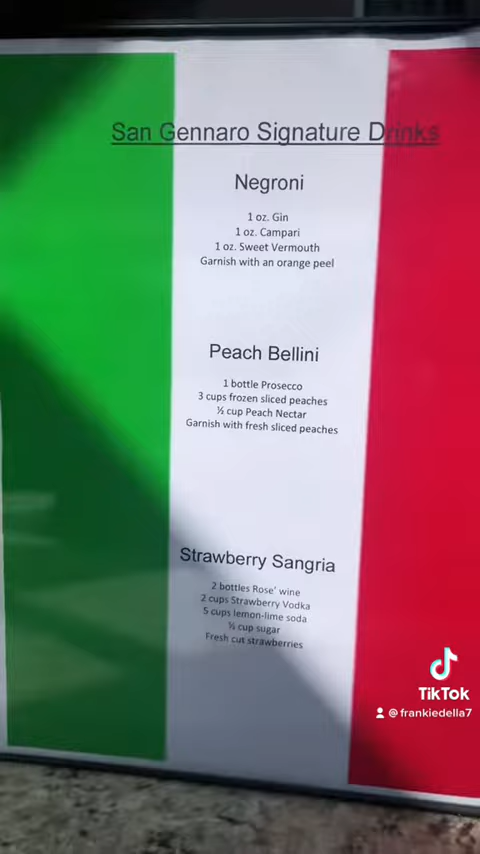 San Gennaro Signature Drinks
Negroni
1 oz. Gin
1 oz. Campari
1 oz. Sweet Vermouth
Garnish with an orange peel
Peach Bellini
1 bottle Prosecco
3 cups frozen sliced peaches
½ cup Peach Nectar
Garnish with fresh sliced peaches
Strawberry Sangria
2 bottles Rose' wine
2 cups Strawberry Vodka
5 cups lemon-lime soda
cup sugar
Fresh cut strawberries
TikTok
@frankiedella7